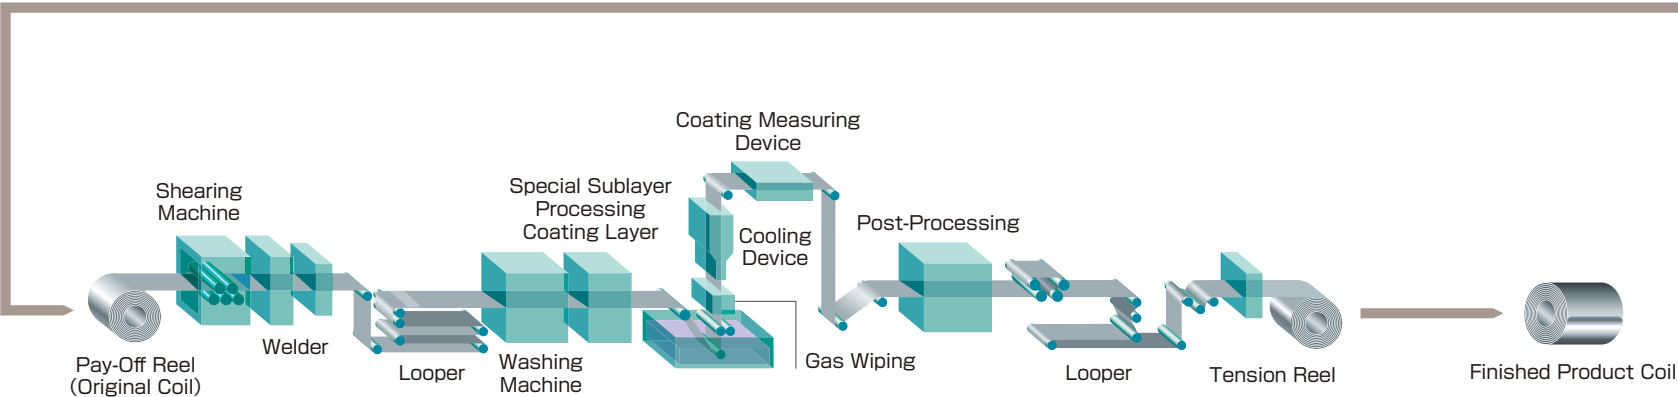 Coating Measuring
Device
Shearing
Machine
Special Sublayer
Processing
Coating Layer
Cooling
Device
Post-Processing
Welder
Pay-Off Reel
(Original Coil)
Looper
Washing
Machine
Gas Wiping
Looper
Tension Reel
Finished Product Coil